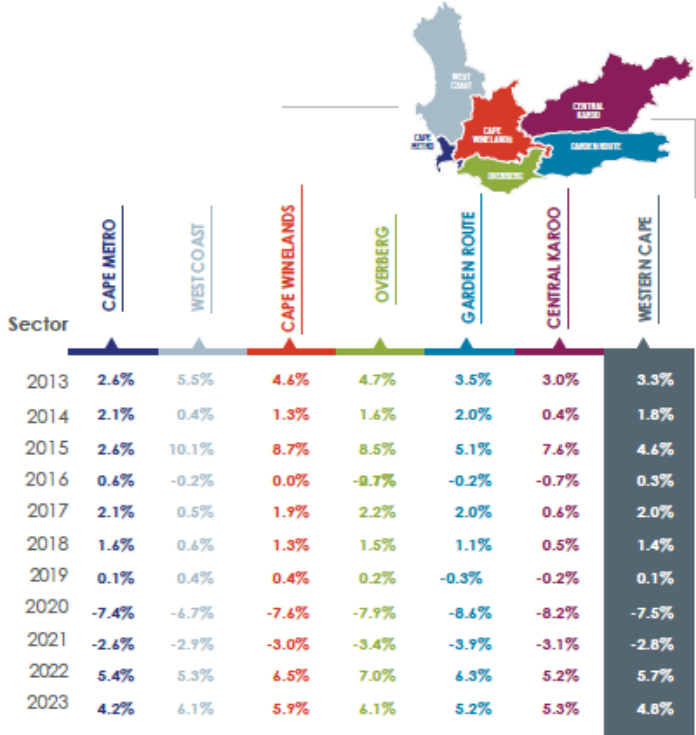 WEST
COAST
CENTRAL
KAROO
CAPE
METRO
CAPE
WINELANDS
GARDEN ROUTE
OVERBERG
CAPE METRO
WEST COAST
CAPE WINELANDS
OVERBERG
GARDEN ROUTE
CENTRAL KAROO
WESTERN CAPE
Sector
2013 2.6% 5.5% 4.6% 4.7% 3.5% 3.0% 3.3%
2014 2.1% 0.4% 1.3% 1.6% 2.0% 0.4% 1.8%
2015 2.6% 10.1% 8.7% 8.5% 5.1% 7.6% 4.6%
2016 0.6% -0.2% 0.0% -0.2% -0.7% 0.3%
2017 2.1% 0.5% 1.9% 2.2% 2.0% 0.6% 2.0%
2018 1.6% 0.6% 1.3% 1.5% 1.1% 0.5% 1.4%
2019 0.1% 0.4% 0.4% 0.2% -0.3% -0.2% 0.1%
2020 -7.4% -6.7% -7.6% -7.9% -8.6% -8.2% -7.5%
2021 -2.6% -2.9% -3.0% -3.4% -3.9% -3.1% -2.8%
2022 5.4% 5.3% 6.5% 7.0% 6.3% 5.2% 5.7%
2023 4.2% 6.1% 5.9% 6.1% 5.2% 5.3% 4.8%